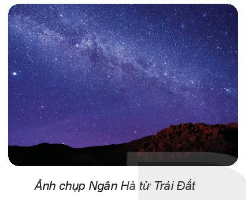 Ảnh chụp Ngân Hà từ Trái Đất